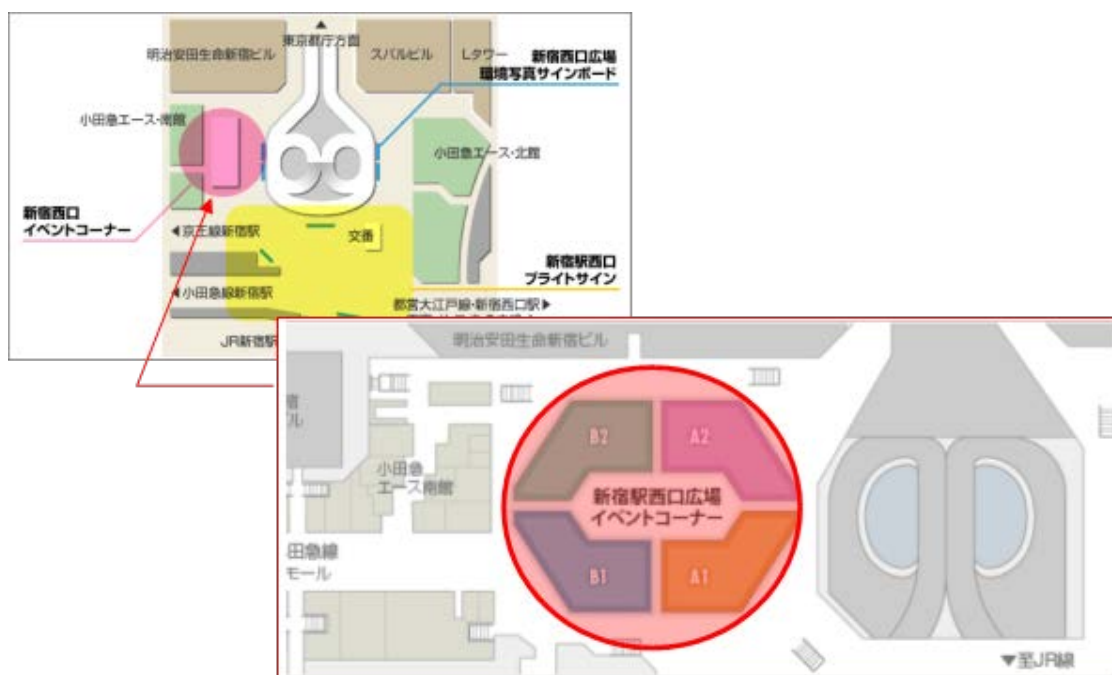 東京都庁方面
明治安田生命新宿ビル
スバルビル
Lタワー
新宿西口広場
環境写真サインボード
小田急エース・南館
小田急エース・北館
新宿西口
イベントコーナー
◀京王線新宿駅
交番
新宿駅西口
ブライトサイン
◀小田急線新宿駅
都営大江戸線・新宿西口駅▶
JR新宿駅
明治安田生命新宿ビル
宿
ビル
B2
A2
小田急
エース南館
新宿駅西口広場
イベントコーナー
田急線
モール
B1
A1
▼至JR線